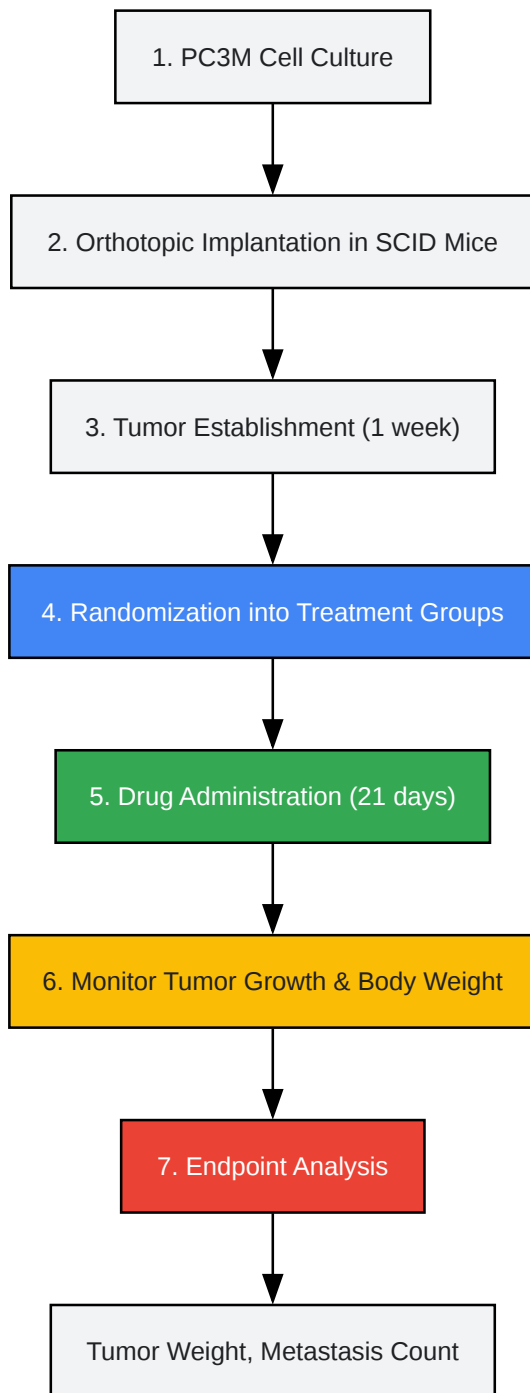 1. PC3M Cell Culture
2. Orthotopic Implantation in SCID Mice
3. Tumor Establishment (1 week)
4. Randomization into Treatment Groups
5. Drug Administration (21 days)
6. Monitor Tumor Growth & Body Weight
7. Endpoint Analysis
Tumor Weight, Metastasis Count